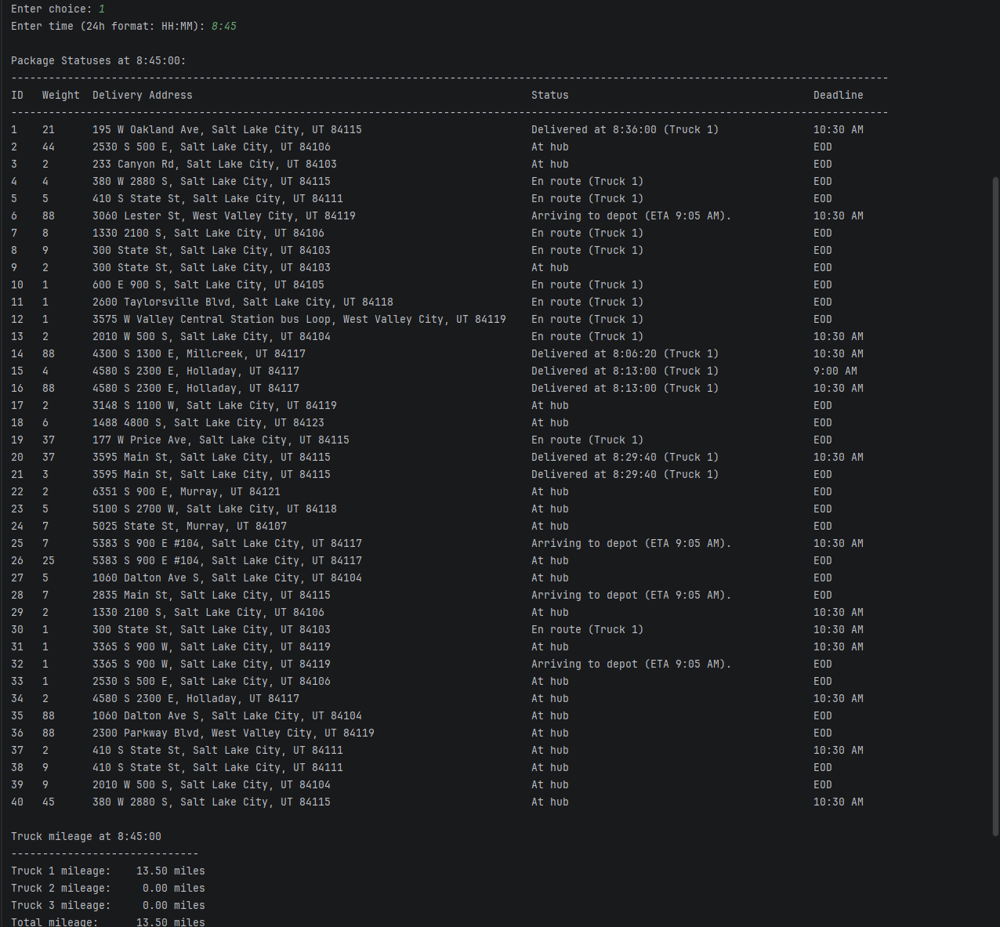 Enter choice: 1
Enter time (24h format: HH:MM): 8:45
Package Statuses at 8:45:00:
--------------------------------------------------------------------------------------------------------------------------------------------
ID   Weight  Delivery Address                                                      Status                                       Deadline
--------------------------------------------------------------------------------------------------------------------------------------------
1    21      195 W Oakland Ave, Salt Lake City, UT 84115                           Delivered at 8:36:00 (Truck 1)               10:30 AM
2    44      2530 S 500 E, Salt Lake City, UT 84106                                At hub                                       EOD
3    2       233 Canyon Rd, Salt Lake City, UT 84103                               At hub                                       EOD
4    4       380 W 2880 S, Salt Lake City, UT 84115                                En route (Truck 1)                           EOD
5    5       410 S State St, Salt Lake City, UT 84111                              En route (Truck 1)                           EOD
6    88      3060 Lester St, West Valley City, UT 84119                            Arriving to depot (ETA 9:05 AM).             10:30 AM
7    8       1330 2100 S, Salt Lake City, UT 84106                                 En route (Truck 1)                           EOD
8    9       300 State St, Salt Lake City, UT 84103                                En route (Truck 1)                           EOD
9    2       300 State St, Salt Lake City, UT 84103                                At hub                                       EOD
10   1       600 E 900 S, Salt Lake City, UT 84105                                 En route (Truck 1)                           EOD
11   1       2600 Taylorsville Blvd, Salt Lake City, UT 84118                      En route (Truck 1)                           EOD
12   1       3575 W Valley Central Station bus Loop, West Valley City, UT 84119    En route (Truck 1)                           EOD
13   2       2010 W 500 S, Salt Lake City, UT 84104                                En route (Truck 1)                           10:30 AM
14   88      4300 S 1300 E, Millcreek, UT 84117                                    Delivered at 8:06:20 (Truck 1)               10:30 AM
15   4       4580 S 2300 E, Holladay, UT 84117                                     Delivered at 8:13:00 (Truck 1)               9:00 AM
16   88      4580 S 2300 E, Holladay, UT 84117                                     Delivered at 8:13:00 (Truck 1)               10:30 AM
17   2       3148 S 1100 W, Salt Lake City, UT 84119                               At hub                                       EOD
18   6       1488 4800 S, Salt Lake City, UT 84123                                 At hub                                       EOD
19   37      177 W Price Ave, Salt Lake City, UT 84115                             En route (Truck 1)                           EOD
20   37      3595 Main St, Salt Lake City, UT 84115                                Delivered at 8:29:40 (Truck 1)               10:30 AM
21   3       3595 Main St, Salt Lake City, UT 84115                                Delivered at 8:29:40 (Truck 1)               EOD
22   2       6351 S 900 E, Murray, UT 84121                                        At hub                                       EOD
23   5       5100 S 2700 W, Salt Lake City, UT 84118                               At hub                                       EOD
24   7       5025 State St, Murray, UT 84107                                       At hub                                       EOD
25   7       5383 S 900 E #104, Salt Lake City, UT 84117                           Arriving to depot (ETA 9:05 AM).             10:30 AM
26   25      5383 S 900 E #104, Salt Lake City, UT 84117                           At hub                                       EOD
27   5       1060 Dalton Ave S, Salt Lake City, UT 84104                           At hub                                       EOD
28   7       2835 Main St, Salt Lake City, UT 84115                                Arriving to depot (ETA 9:05 AM).             EOD
29   2       1330 2100 S, Salt Lake City, UT 84106                                 At hub                                       10:30 AM
30   1       300 State St, Salt Lake City, UT 84103                                En route (Truck 1)                           10:30 AM
31   1       3365 S 900 W, Salt Lake City, UT 84119                                At hub                                       10:30 AM
32   1       3365 S 900 W, Salt Lake City, UT 84119                                Arriving to depot (ETA 9:05 AM).             EOD
33   1       2530 S 500 E, Salt Lake City, UT 84106                                At hub                                       EOD
34   2       4580 S 2300 E, Holladay, UT 84117                                     At hub                                       10:30 AM
35   88      1060 Dalton Ave S, Salt Lake City, UT 84104                           At hub                                       EOD
36   88      2300 Parkway Blvd, West Valley City, UT 84119                         At hub                                       EOD
37   2       410 S State St, Salt Lake City, UT 84111                              At hub                                       10:30 AM
38   9       410 S State St, Salt Lake City, UT 84111                              At hub                                       EOD
39   9       2010 W 500 S, Salt Lake City, UT 84104                                At hub                                       EOD
40   45      380 W 2880 S, Salt Lake City, UT 84115                                At hub                                       10:30 AM
Truck mileage at 8:45:00
------------------------------
Truck 1 mileage:    13.50 miles
Truck 2 mileage:     0.00 miles
Truck 3 mileage:     0.00 miles
Total mileage:      13.50 miles